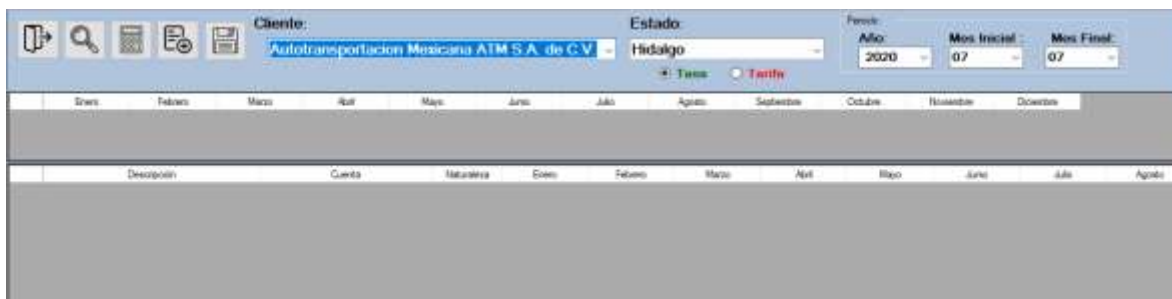 Cliente:
Autotransportacion Mexicana ATM S.A. de C.V.
Estado:
Hidalgo
Tasa Tarifa
Periodo
Año: Mes Inicial : Mes Final:
2020 07 07
Enero Febrero Marzo Abril Mayo Junio Julio Agosto Septiembre Octubre Noviembre Diciembre
Descripción Cuenta Naturaleza Enero Febrero Marzo Abril Mayo Junio Julio Agosto